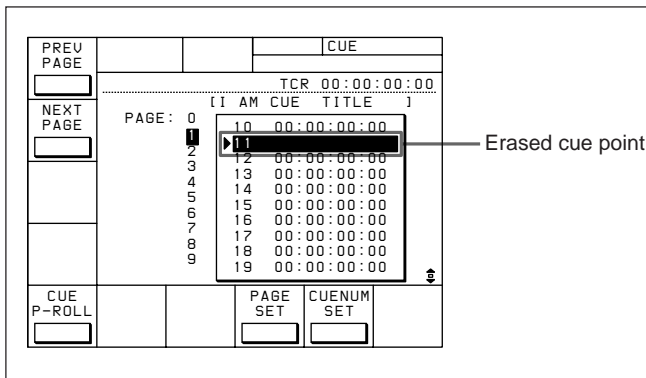 PREV PAGE
CUE
TCR 00:00:00:00
[I AM CUE TITLE ]
NEXT PAGE
PAGE: 0
1
2
3
4
5
6
7
8
9
10 00:00:00:00
11
12 00:00:00:00
13 00:00:00:00
14 00:00:00:00
15 00:00:00:00
16 00:00:00:00
17 00:00:00:00
18 00:00:00:00
19 00:00:00:00
Erased cue point
CUE P-ROLL
PAGE SET
CUENUM SET